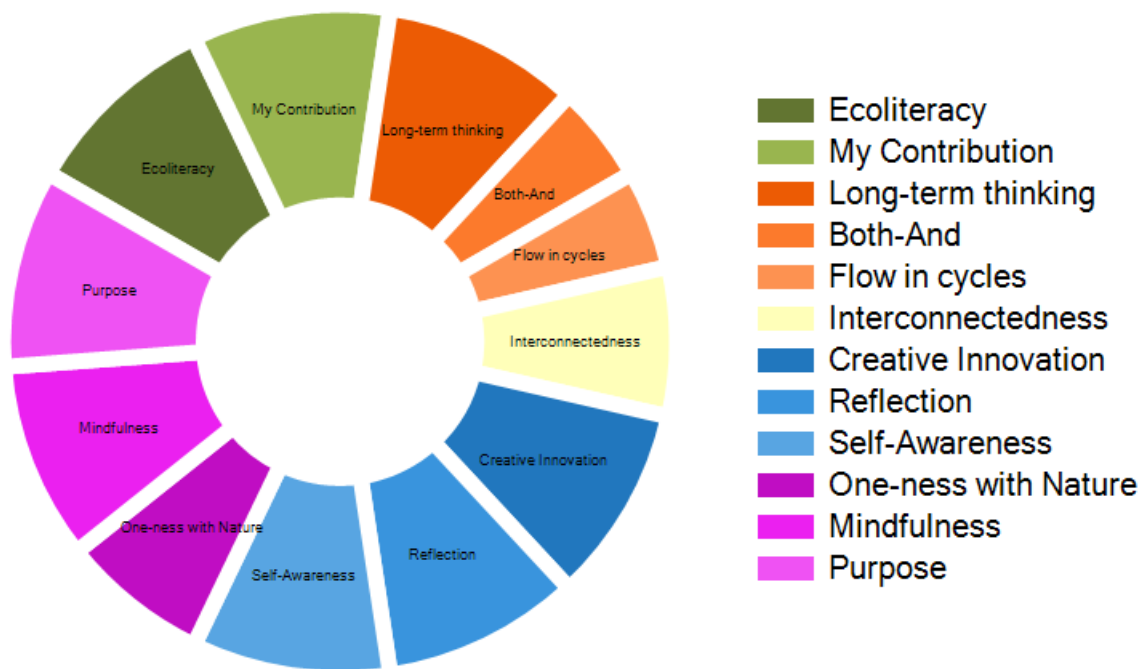 My Contribution
Long-term thinking
Ecoliteracy
Both-And
Flow in cycles
Purpose
Interconnectedness
Mindfulness
Creative Innovation
One-ness with Nature
Reflection
Self-Awareness
Ecoliteracy
My Contribution
Long-term thinking
Both-And
Flow in cycles
Interconnectedness
Creative Innovation
Reflection
Self-Awareness
One-ness with Nature
Mindfulness
Purpose